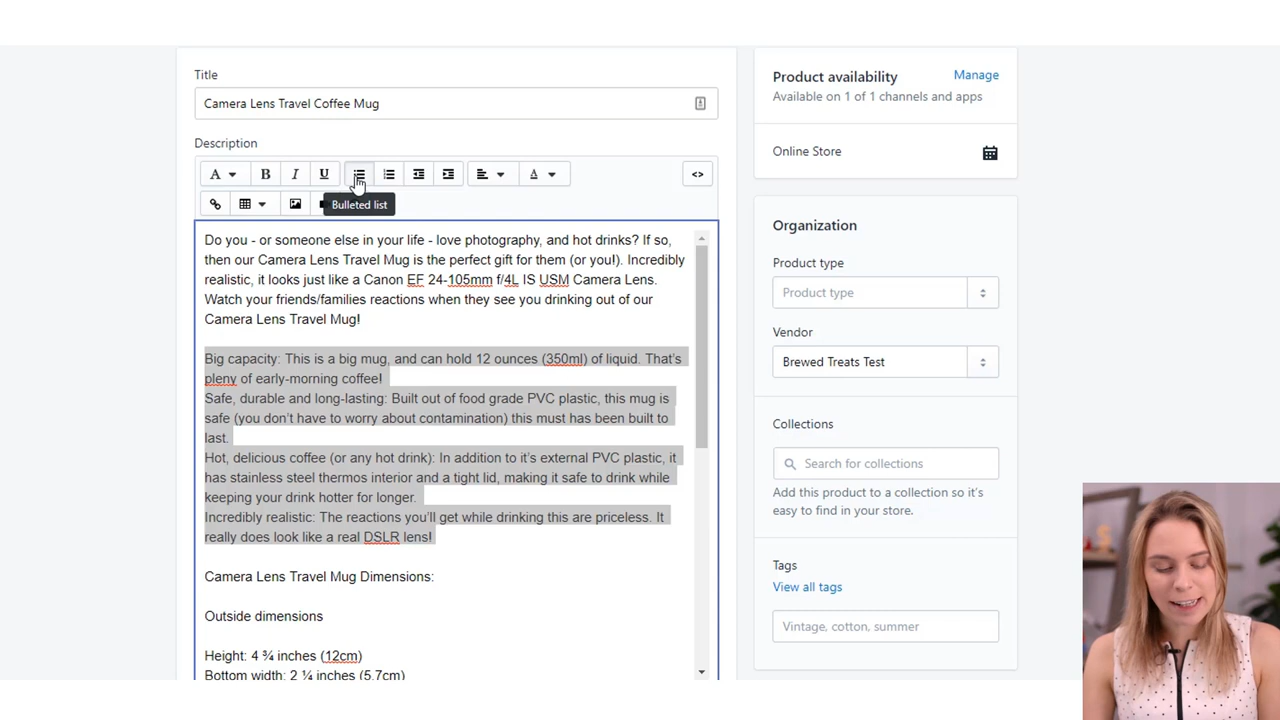 Title
Camera Lens Travel Coffee Mug
Description
A
B
I
U
A
<>
Bulleted list
Do you - or someone else in your life - love photography, and hot drinks? If so,
then our Camera Lens Travel Mug is the perfect gift for them (or you!). Incredibly
realistic, it looks just like a Canon EF 24-105mm f/4L IS USM Camera Lens.
Watch your friends/families reactions when they see you drinking out of our
Camera Lens Travel Mug!
Big capacity: This is a big mug, and can hold 12 ounces (350ml) of liquid. That's
pleny of early-morning coffee!
Safe, durable and long-lasting: Built out of food grade PVC plastic, this mug is
safe (you don't have to worry about contamination) this must has been built to
last.
Hot, delicious coffee (or any hot drink): In addition to it's external PVC plastic, it
has stainless steel thermos interior and a tight lid, making it safe to drink while
keeping your drink hotter for longer.
Incredibly realistic: The reactions you'll get while drinking this are priceless. It
really does look like a real DSLR lens!
Camera Lens Travel Mug Dimensions:
Outside dimensions
Height: 4 ¾ inches (12cm)
Bottom width: 2 ¼ inches (5.7cm)
Product availability
Manage
Available on 1 of 1 channels and apps
Online Store
Organization
Product type
Product type
Vendor
Brewed Treats Test
Collections
Search for collections
Add this product to a collection so it's
easy to find in your store.
Tags
View all tags
Vintage, cotton, summer